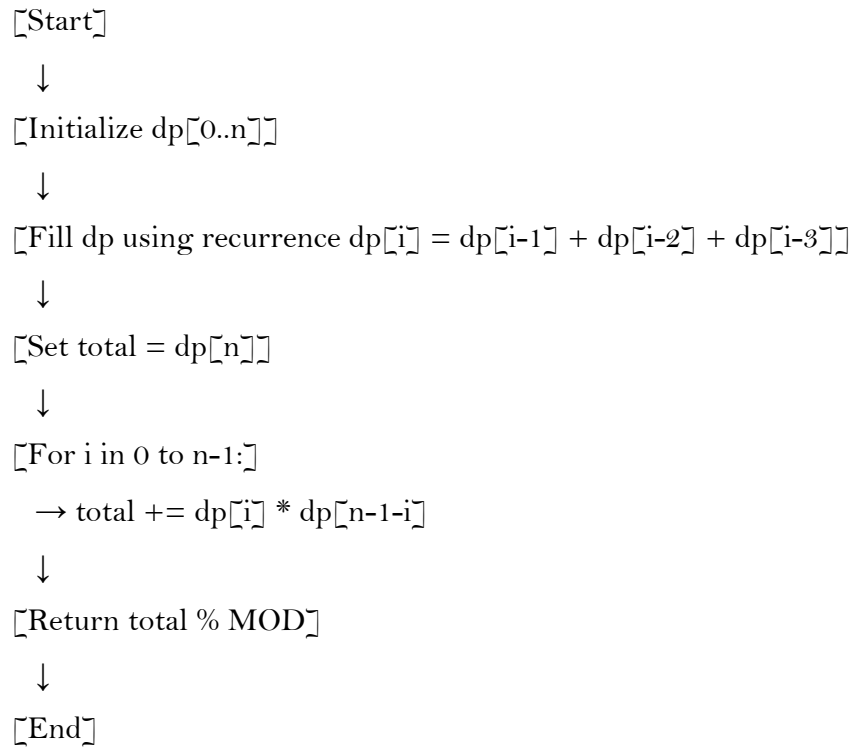 [Start]
↓
[Initialize dp[0..n]]
↓
[Fill dp using recurrence dp[i] = dp[i-1] + dp[i-2] + dp[i-3]]
↓
[Set total = dp[n]]
↓
[For i in 0 to n-1:]
→ total += dp[i] * dp[n-1-i]
↓
[Return total % MOD]
↓
[End]